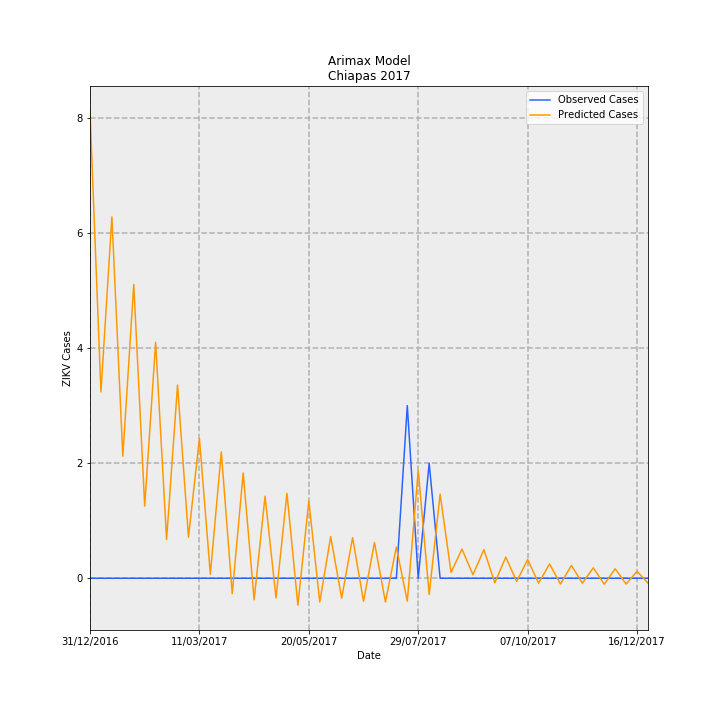 Arimax Model
Chiapas 2017
Observed Cases
Predicted Cases
8
6
4
2
0
ZIKV Cases
31/12/2016 11/03/2017 20/05/2017 29/07/2017 07/10/2017 16/12/2017
Date